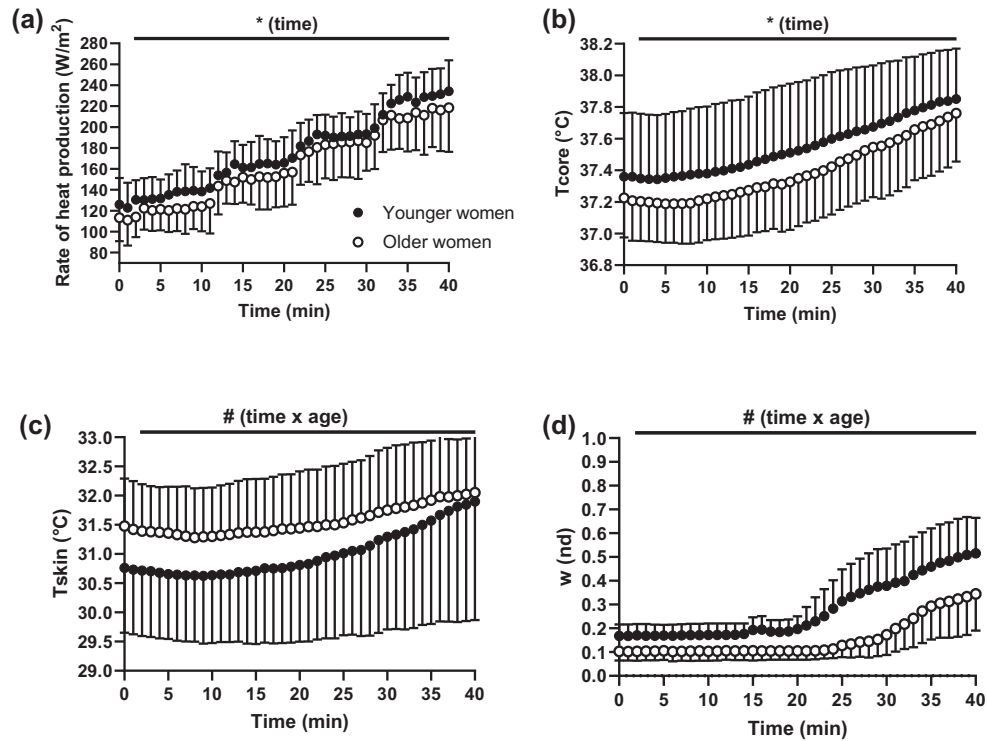 (a)
* (time)
Rate of heat production (W/m²)
280
260
240
220
200
180
160
140
120
100
80
0 5 10 15 20 25 30 35 40
Time (min)
Younger women
Older women
(b)
* (time)
Tcore (°C)
38.2
38.0
37.8
37.6
37.4
37.2
37.0
36.8
0 5 10 15 20 25 30 35 40
Time (min)
(c)
# (time x age)
Tskin (°C)
33.0
32.5
32.0
31.5
31.0
30.5
30.0
29.5
29.0
0 5 10 15 20 25 30 35 40
Time (min)
(d)
# (time x age)
w (nd)
1.0
0.9
0.8
0.7
0.6
0.5
0.4
0.3
0.2
0.1
0.0
0 5 10 15 20 25 30 35 40
Time (min)